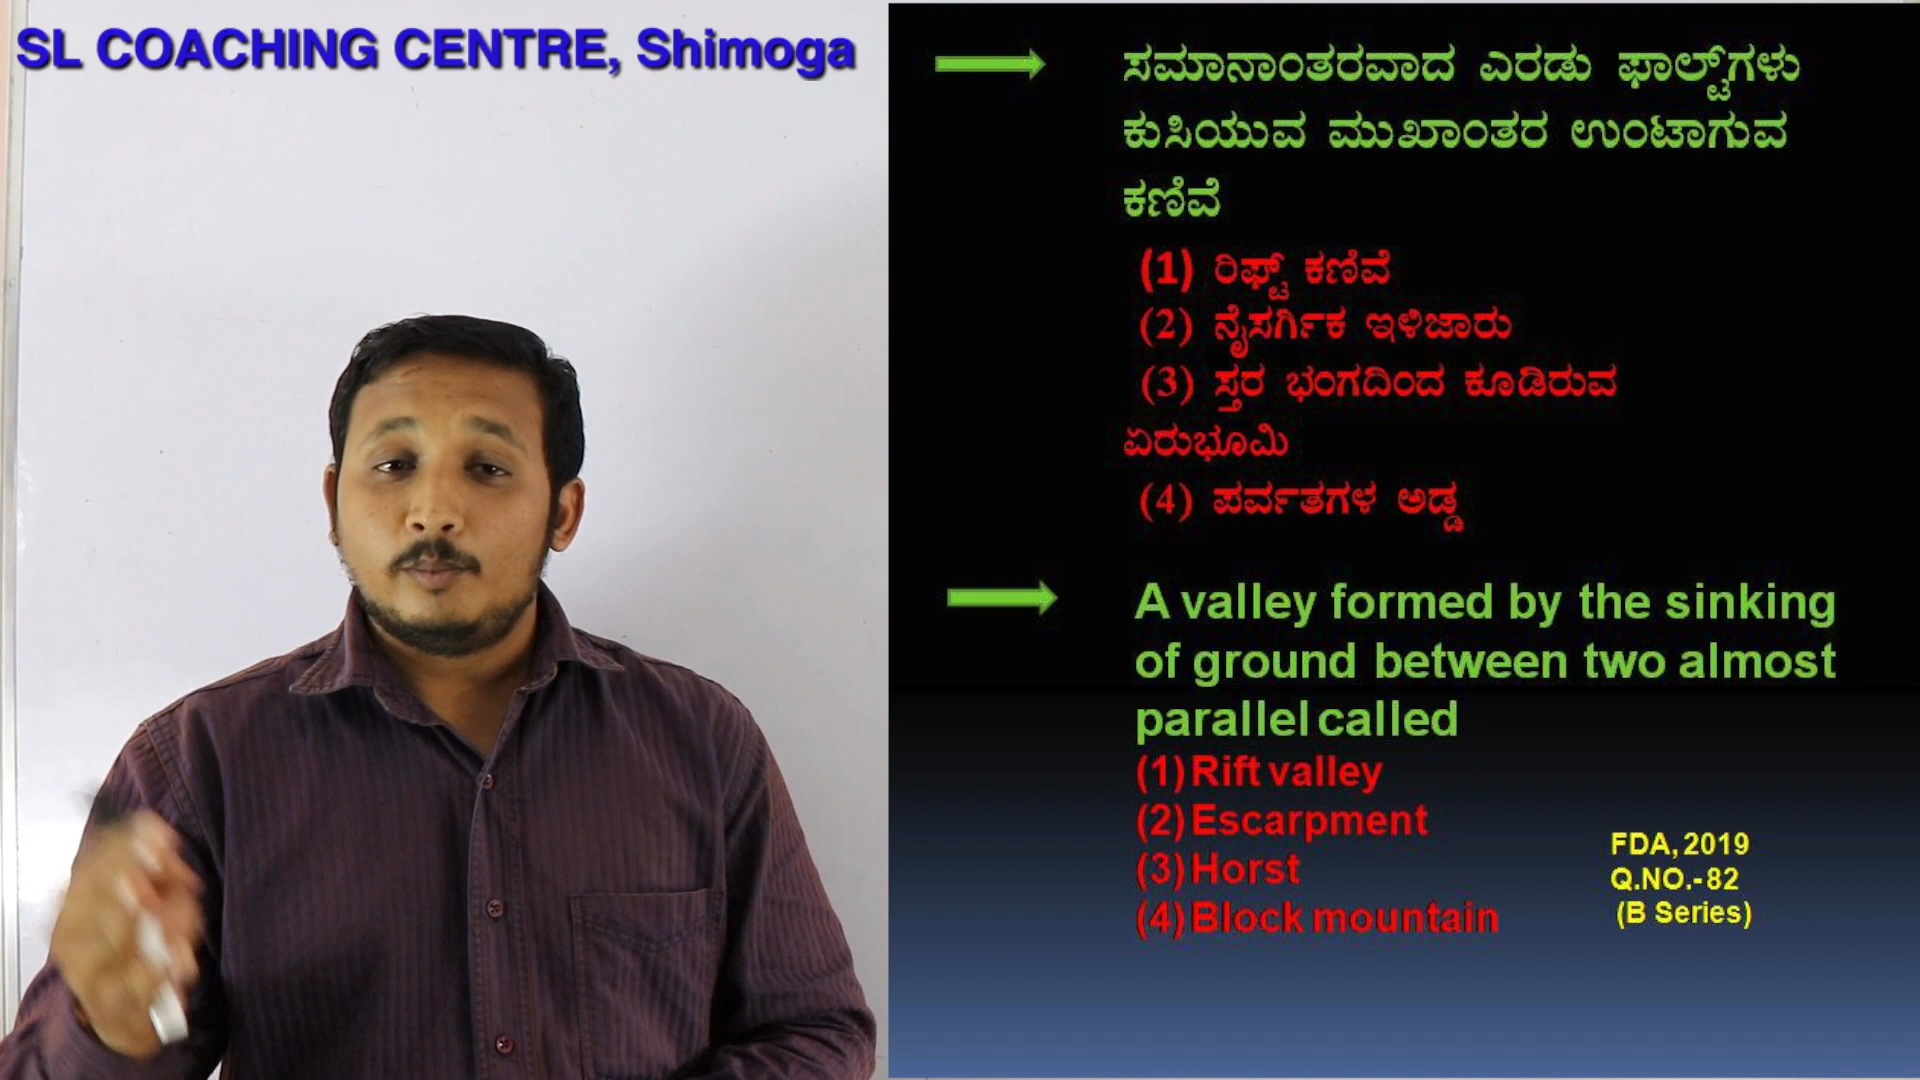 SL COACHING CENTRE, Shimoga
ಸಮಾನಾಂತರವಾದ ಎರಡು ಫಾಲ್ಟ್‌ಗಳು
ಕುಸಿಯುವ ಮುಖಾಂತರ ಉಂಟಾಗುವ
ಕಣಿವೆ
(1) ರಿಫ್ಟ್ ಕಣಿವೆ
(2) ನೈಸರ್ಗಿಕ ಇಳಿಜಾರು
(3) ಸ್ತರ ಭಂಗದಿಂದ ಕೂಡಿರುವ
ಏರುಭೂಮಿ
(4) ಪರ್ವತಗಳ ಅಡ್ಡ
A valley formed by the sinking
of ground between two almost
parallel called
(1) Rift valley
(2) Escarpment
(3) Horst
(4) Block mountain
FDA, 2019
Q.NO.- 82
(B Series)